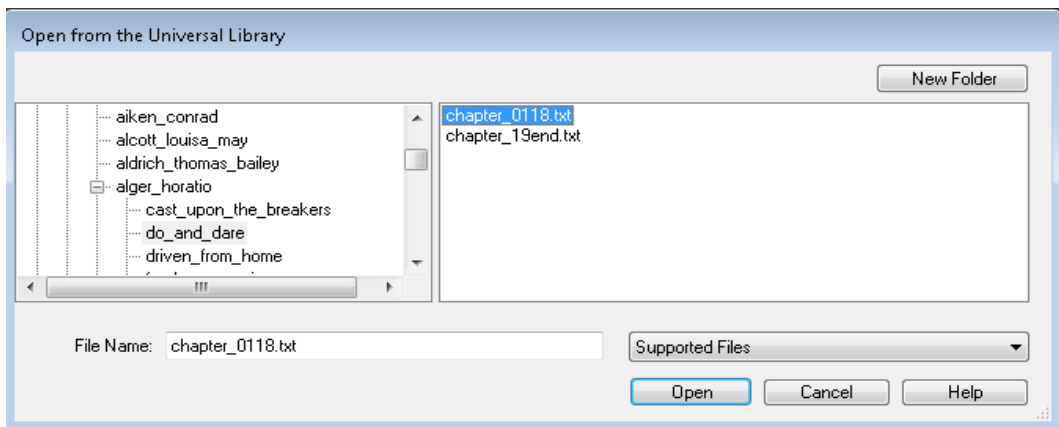 Open from the Universal Library
New Folder
aiken_conrad
alcott_louisa_may
aldrich_thomas_bailey
alger_horatio
cast_upon_the_breakers
do_and_dare
driven_from_home
chapter_0118.txt
chapter_19end.txt
File Name: chapter_0118.txt
Supported Files
Open Cancel Help